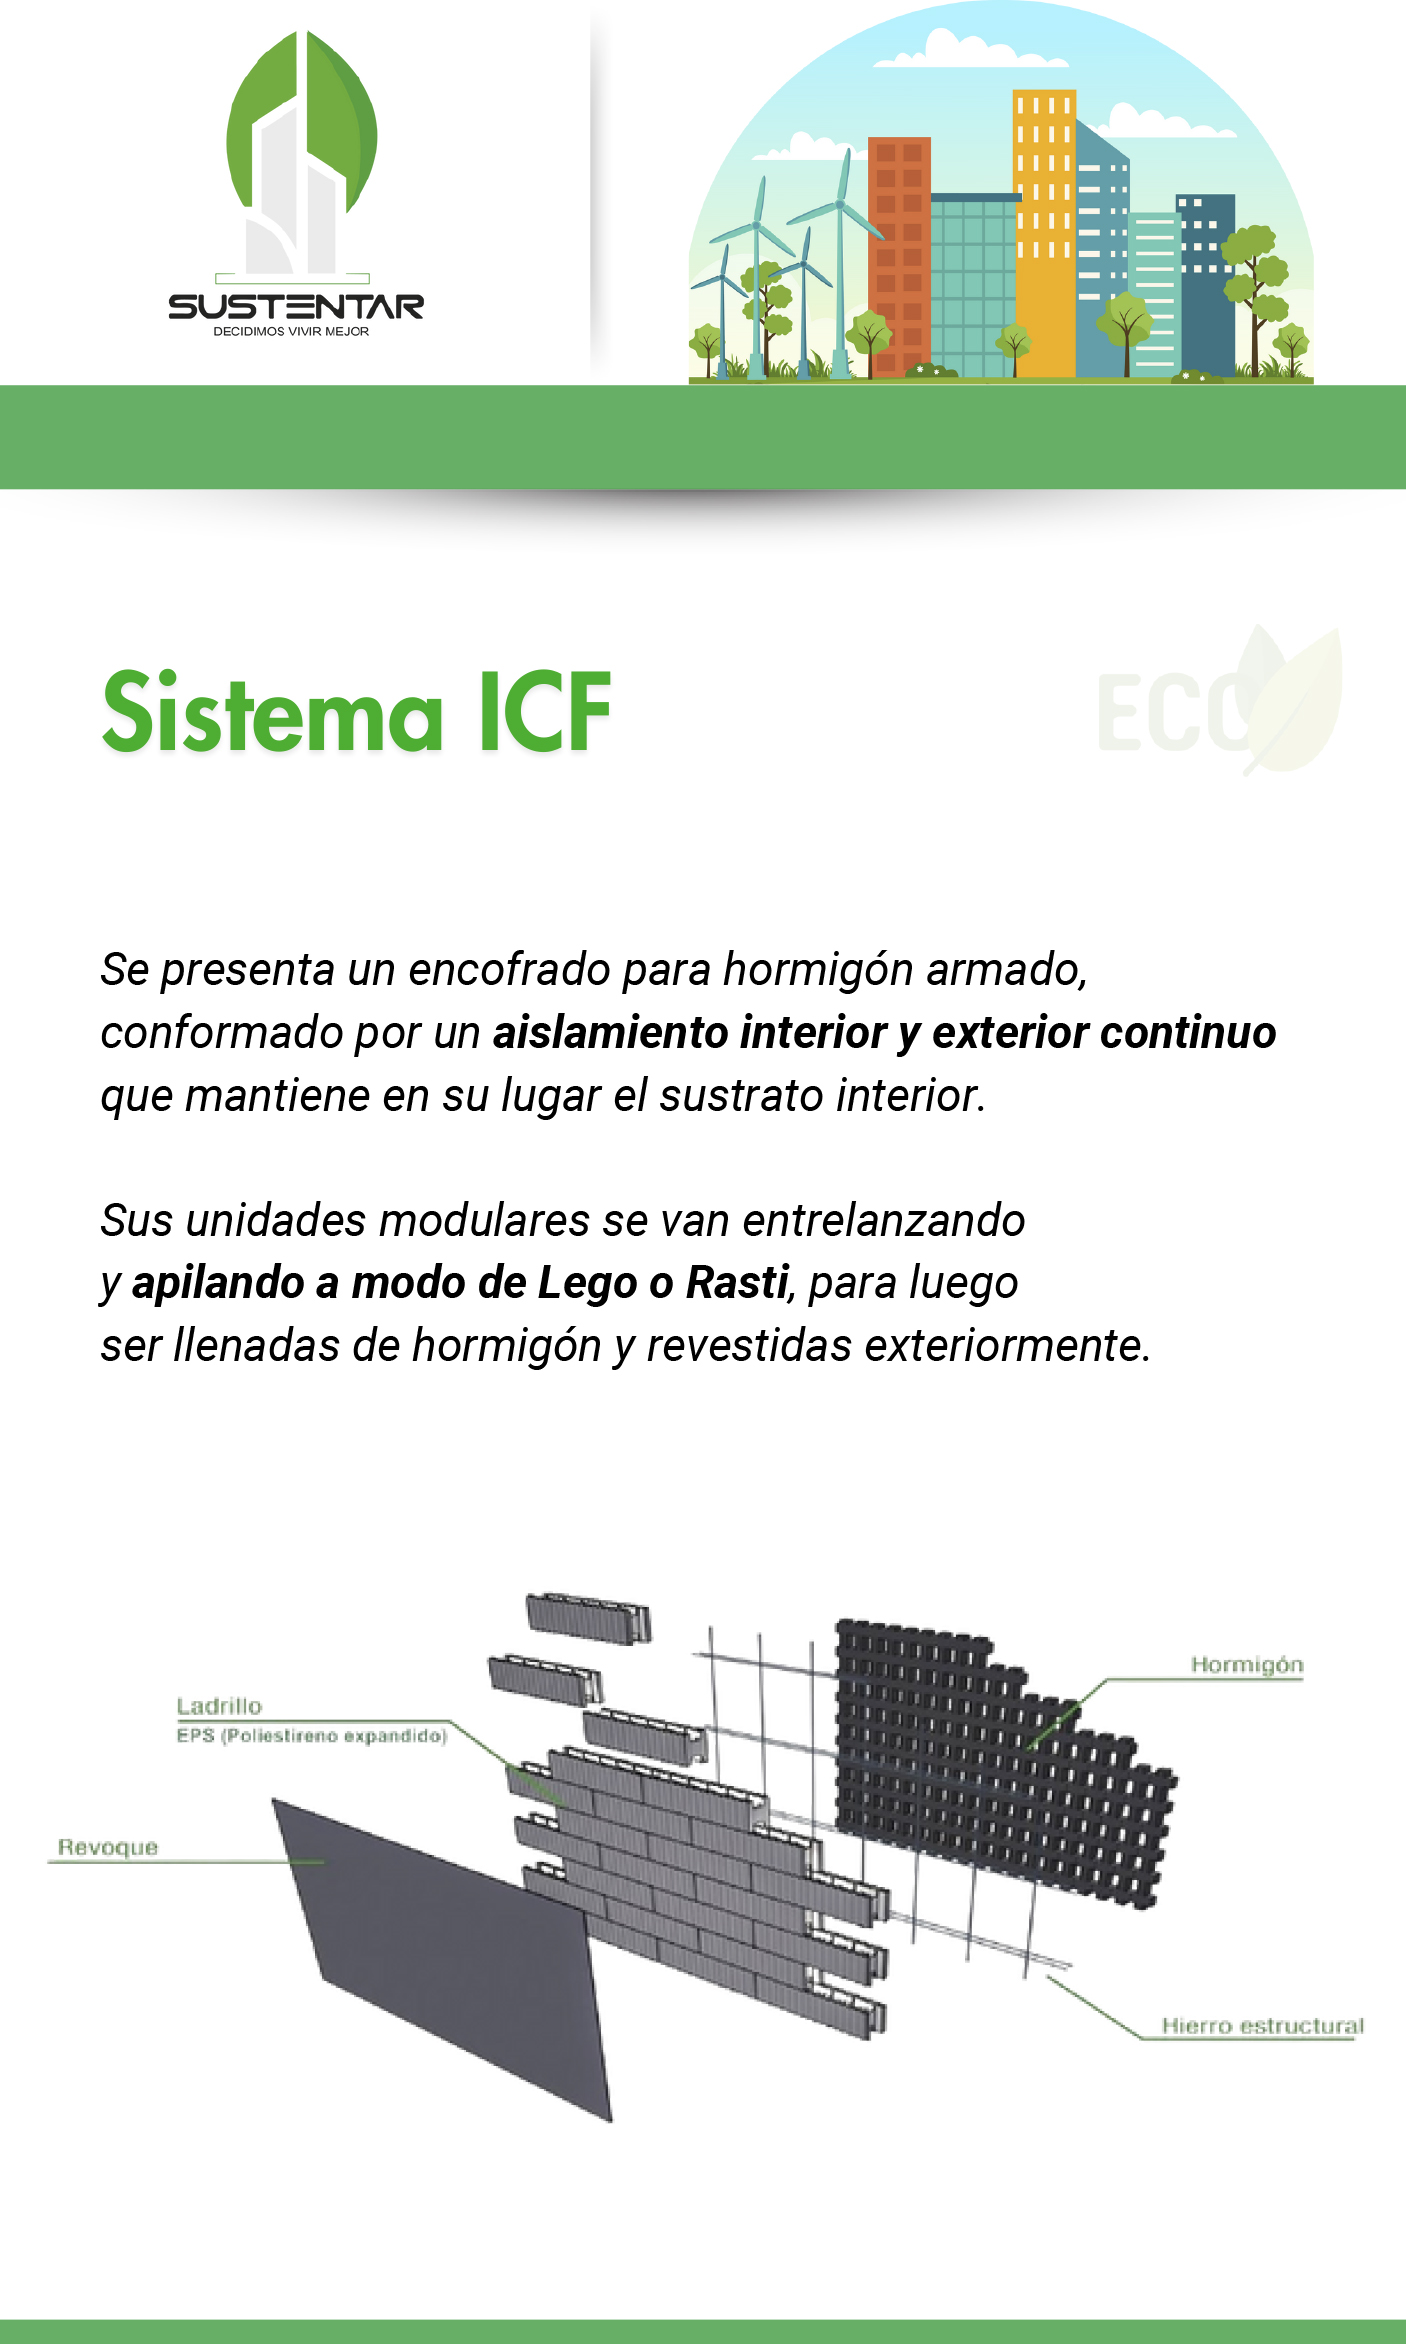 SUSTENTAR
DECIDIMOS VIVIR MEJOR
Sistema ICF
ECO
Se presenta un encofrado para hormigón armado,
conformado por un aislamiento interior y exterior continuo
que mantiene en su lugar el sustrato interior.
Sus unidades modulares se van entrelanzando
y apilando a modo de Lego o Rasti, para luego
ser llenadas de hormigón y revestidas exteriormente.
Hormigón
Ladrillo
EPS (Poliestireno expandido)
Revoque
Hierro estructural